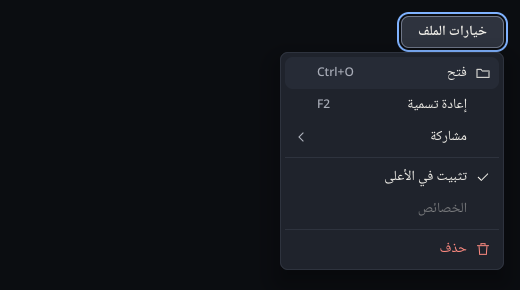 خيارات الملف
فتح Ctrl+O
إعادة تسمية F2
مشاركة
تثبيت في الأعلى
الخصائص
حذف